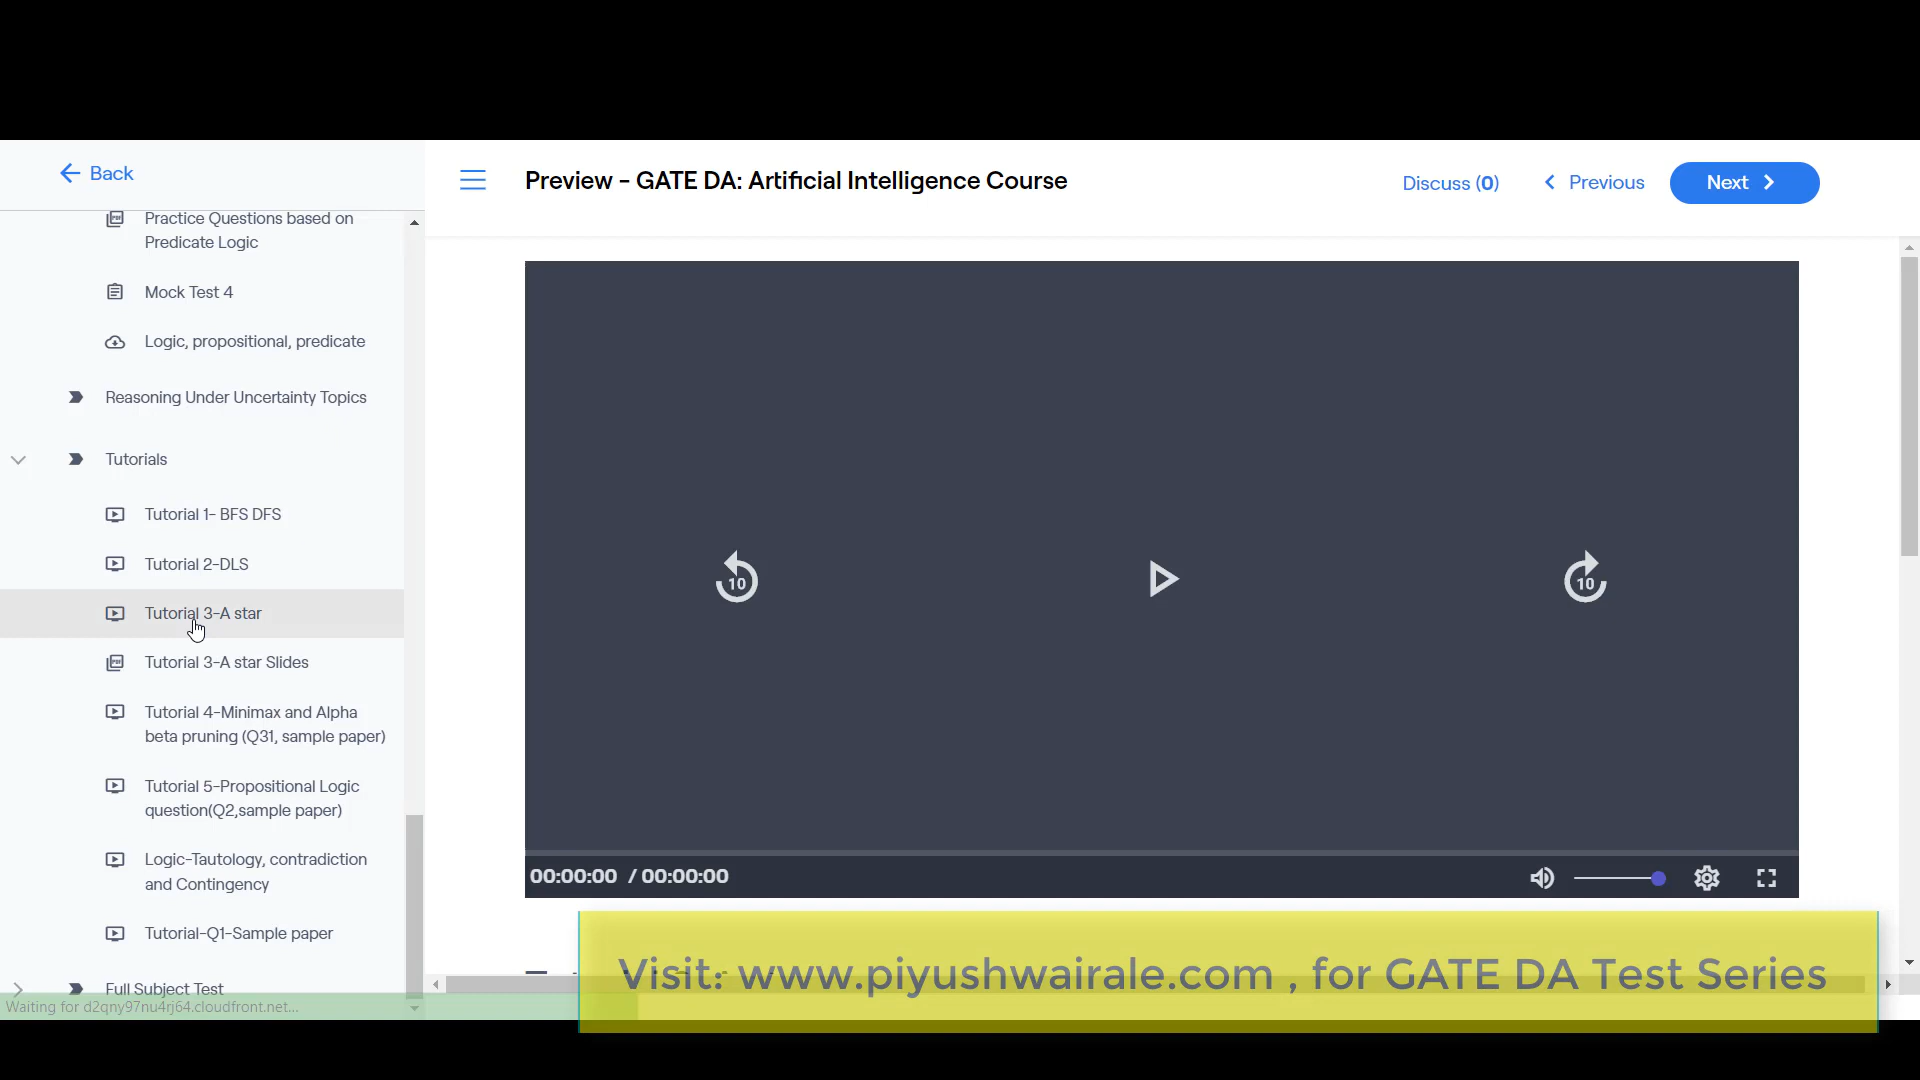 Back
Preview - GATE DA: Artificial Intelligence Course
Discuss (0)
Previous
Next
Practice Questions based on
Predicate Logic
Mock Test 4
Logic, propositional, predicate
Reasoning Under Uncertainty Topics
Tutorials
Tutorial 1- BFS DFS
Tutorial 2-DLS
Tutorial 3-A star
Tutorial 3-A star Slides
Tutorial 4-Minimax and Alpha
beta pruning (Q31, sample paper)
Tutorial 5-Propositional Logic
question(Q2,sample paper)
Logic-Tautology, contradiction
and Contingency
Tutorial-Q1-Sample paper
Full Subject Test
Waiting for d2qny97nu4rj64.cloudfront.net...
10
10
00:00:00 / 00:00:00
Visit: www.piyushwairale.com , for GATE DA Test Series